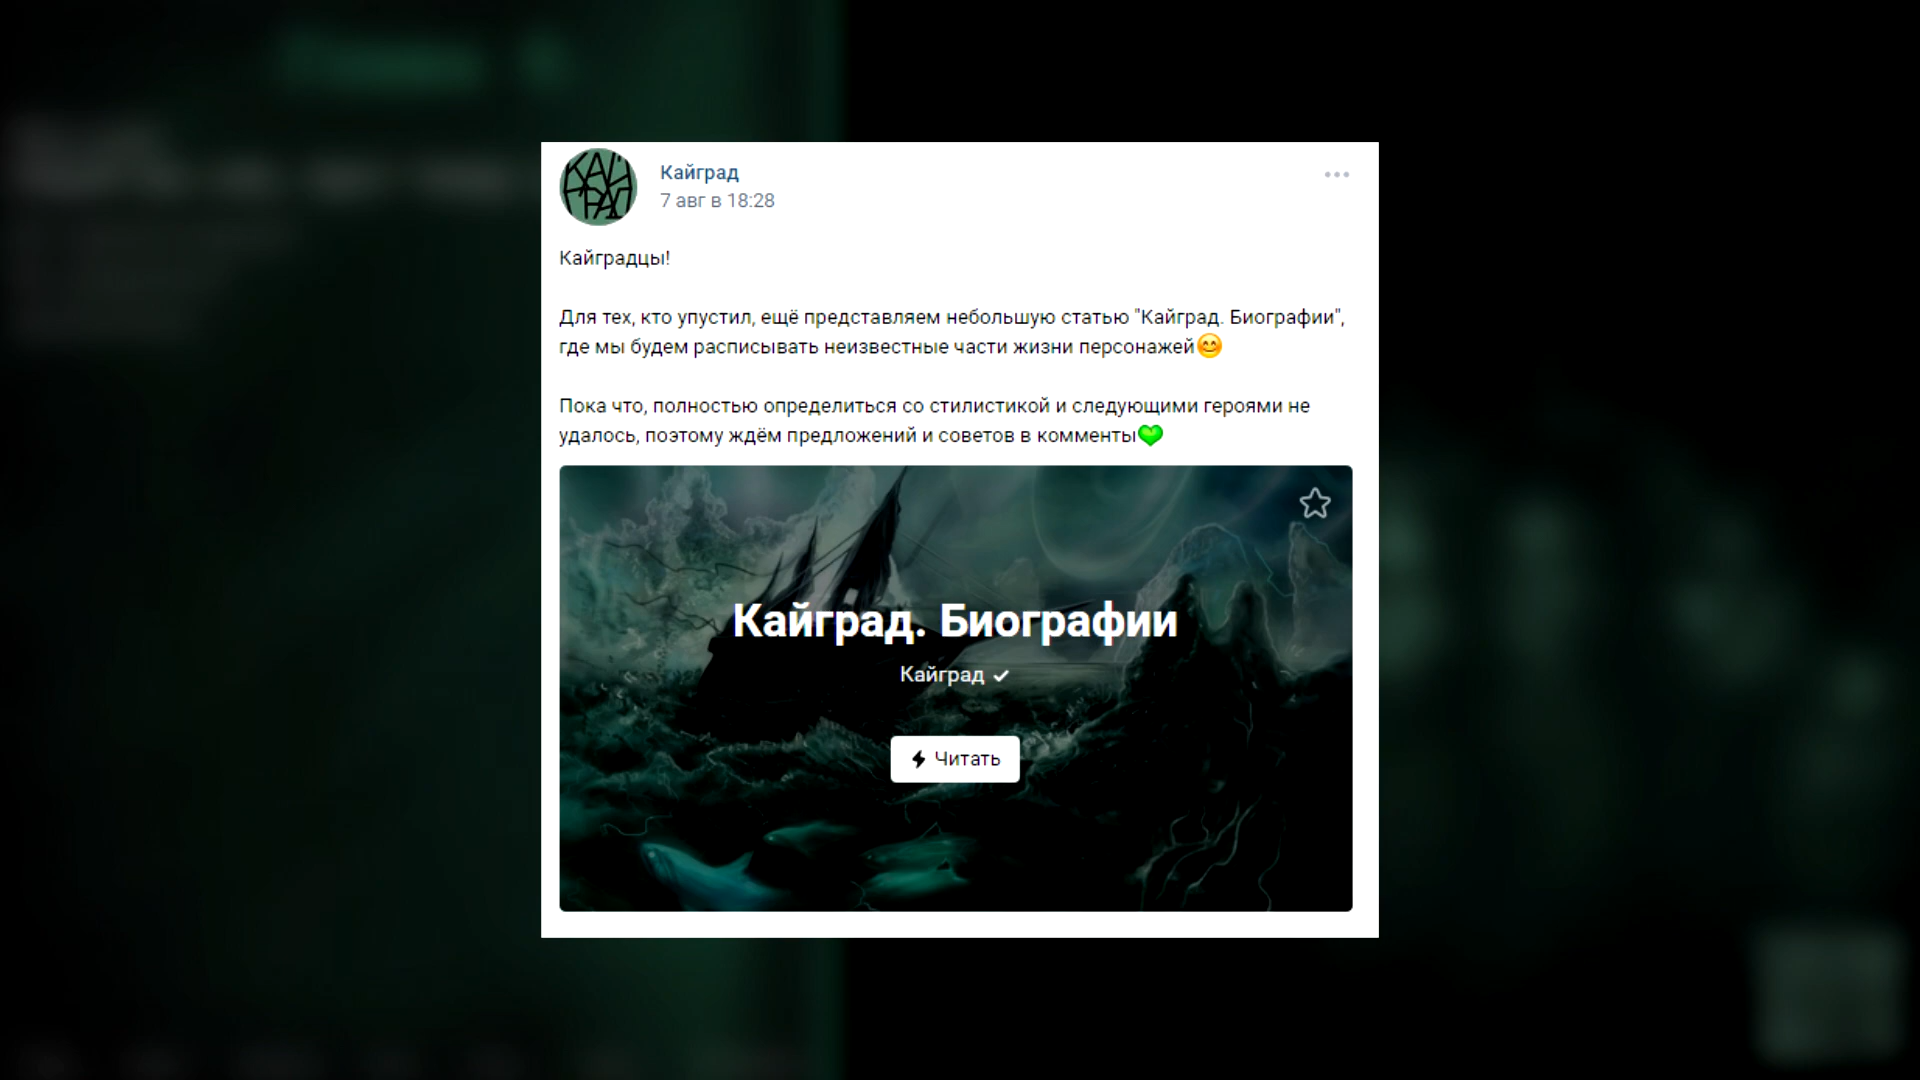 КАЙ
ГРАД
Кайград
7 авг в 18:28
Кайградцы!
Для тех, кто упустил, ещё представляем небольшую статью "Кайград. Биографии",
где мы будем расписывать неизвестные части жизни персонажей😊
Пока что, полностью определиться со стилистикой и следующими героями не
удалось, поэтому ждём предложений и советов в комменты💚
Кайград. Биографии
Кайград
Читать